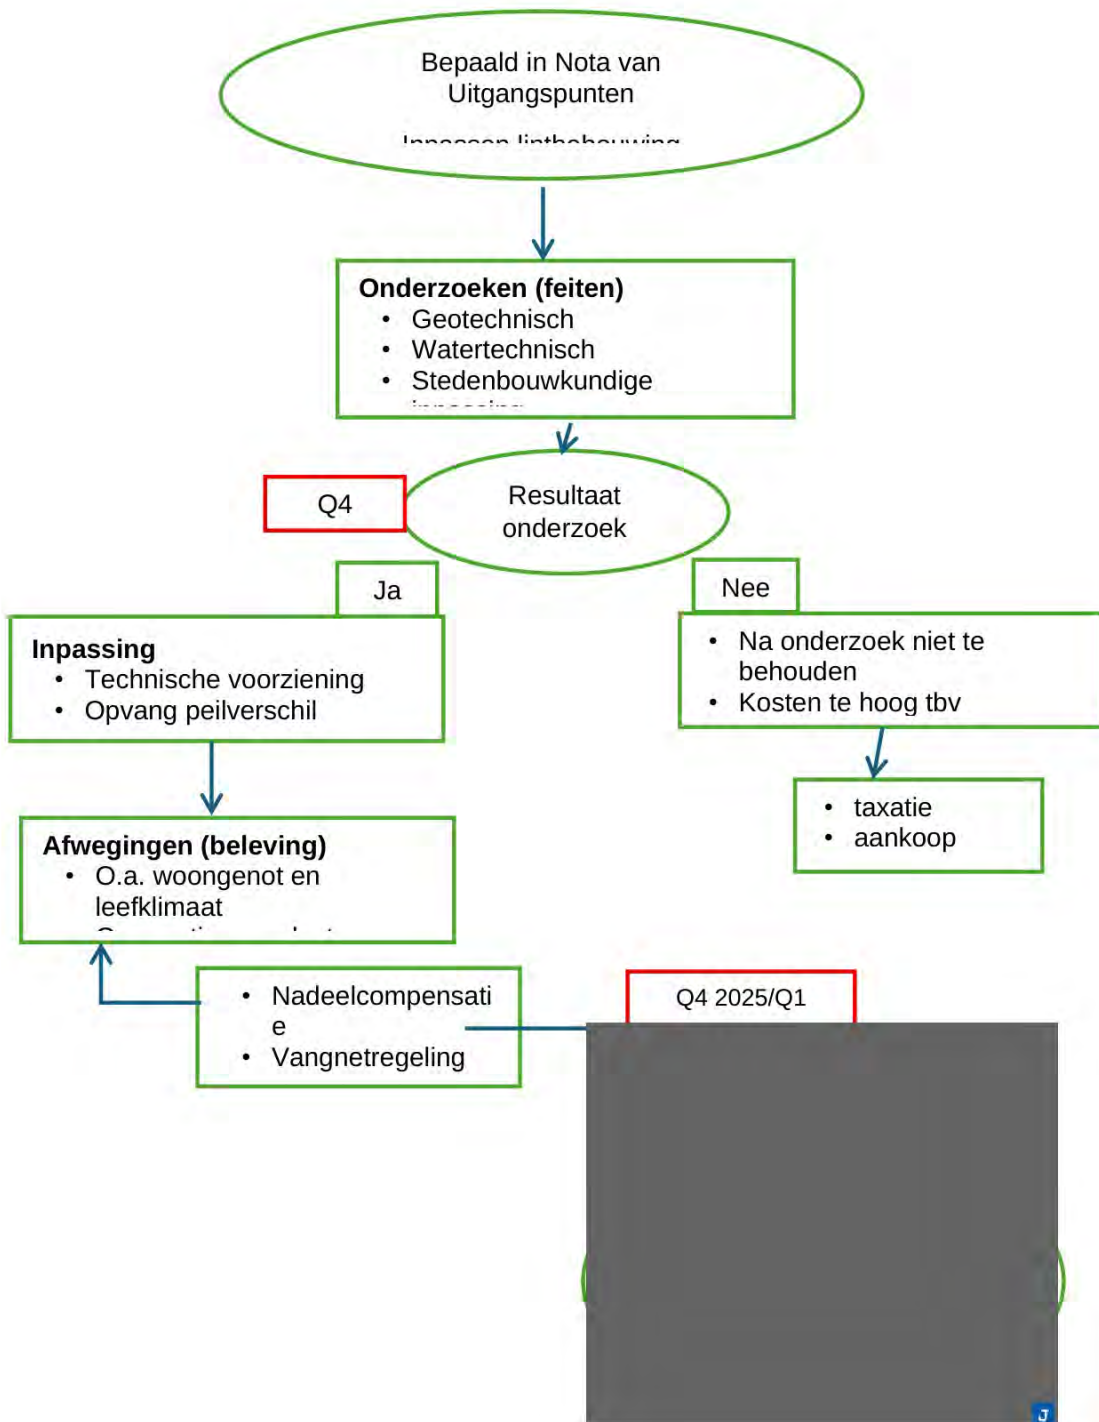 Bepaald in Nota van
Uitgangspunten
Inpassen lintbebouwing
Onderzoeken (feiten)
• Geotechnisch
• Watertechnisch
• Stedenbouwkundige
Resultaat
onderzoek
Q4
Ja
Nee
Inpassing
• Technische voorziening
• Opvang peilverschil
• Na onderzoek niet te
behouden
• Kosten te hoog tbv
Afwegingen (beleving)
• O.a. woongenot en
leefklimaat
• taxatie
• aankoop
• Nadeelcompensati
e
• Vangnetregeling
Q4 2025/Q1
J